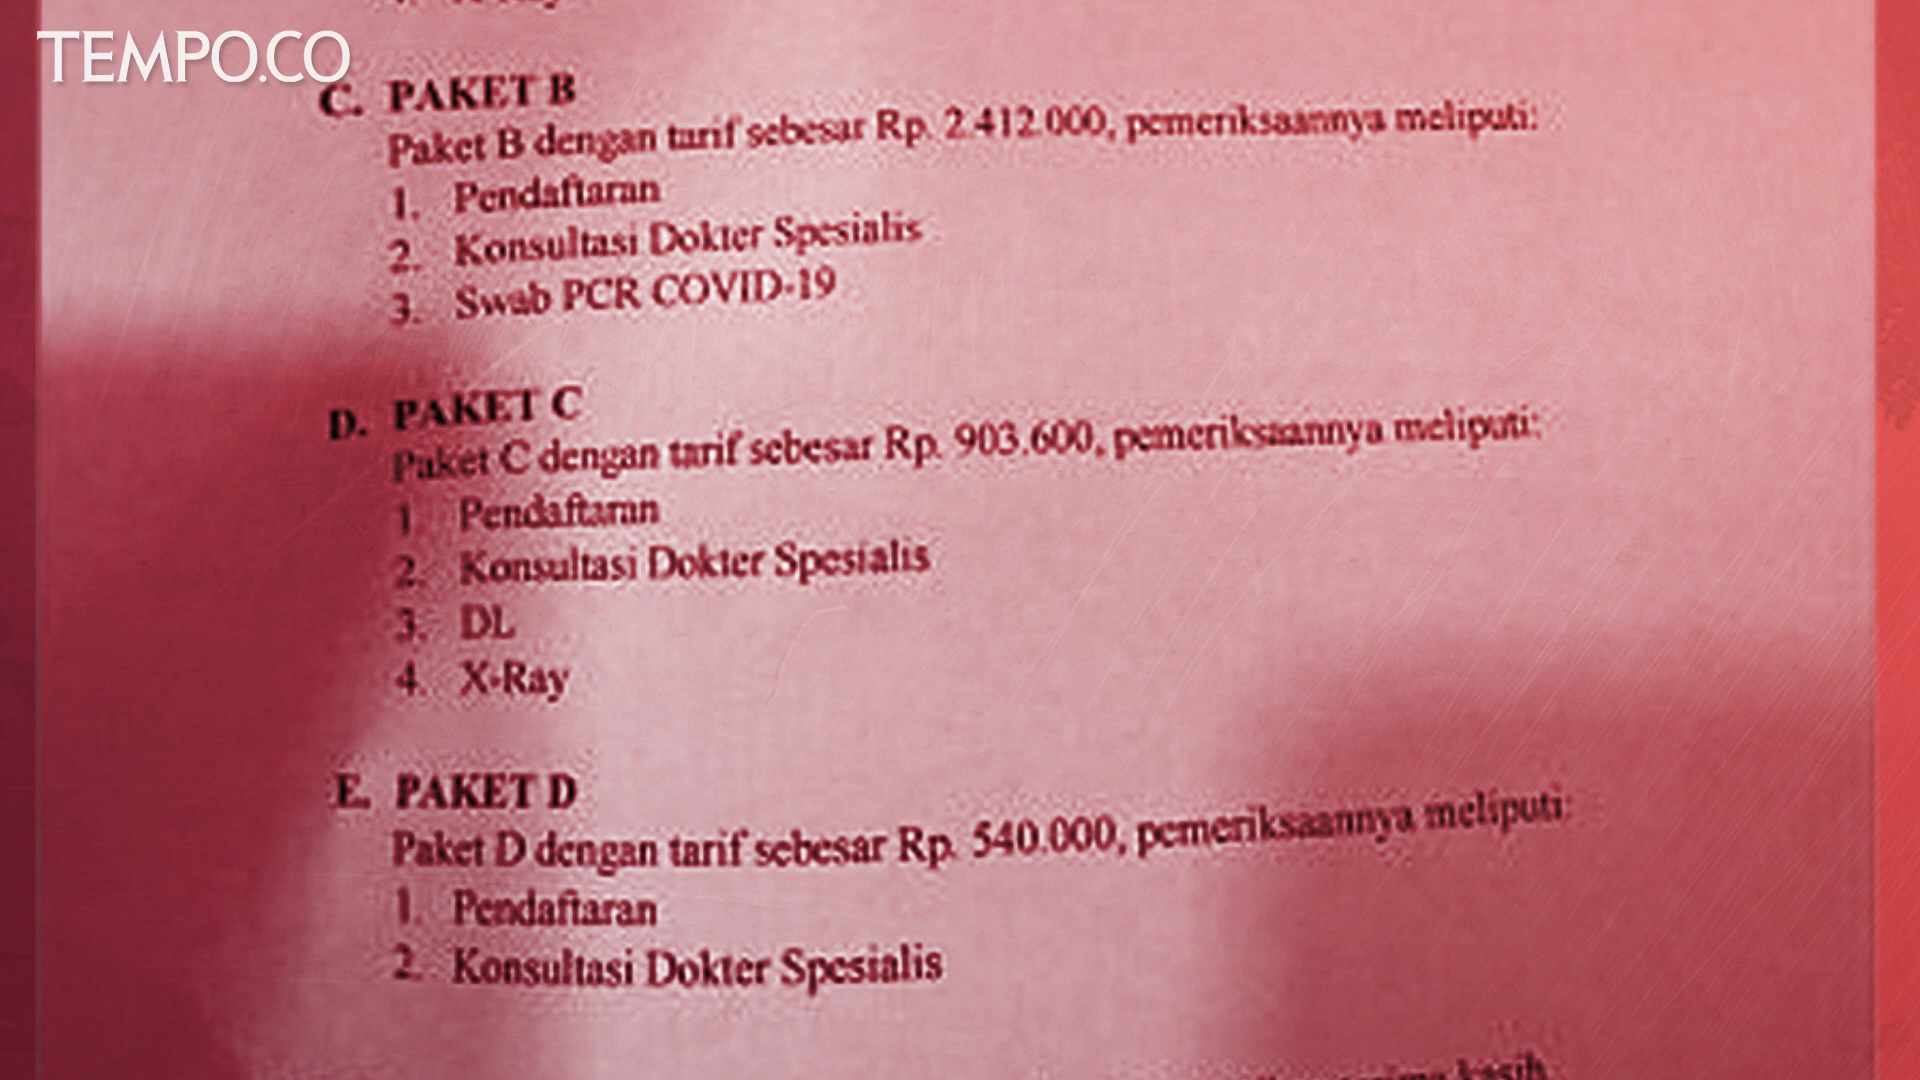 TEMPO.CO
C. PAKET B
Paket B dengan tarif sebesar Rp. 2.412.000, pemeriksaannya meliputi:
1. Pendaftaran
2. Konsultasi Dokter Spesialis
3. Swab PCR COVID-19
D. PAKET C
Paket C dengan tarif sebesar Rp. 903.600, pemeriksaannya meliputi:
1 Pendaftaran
2. Konsultasi Dokter Spesialis
3. DL
4. X-Ray
E. PAKET D
Paket D dengan tarif sebesar Rp. 540.000, pemeriksaannya meliputi:
1. Pendaftaran
2. Konsultasi Dokter Spesialis
kasih